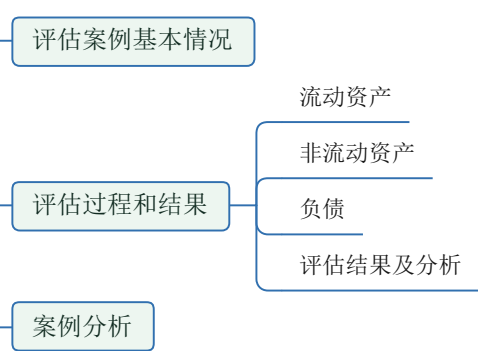 评估案例基本情况
评估过程和结果
流动资产
非流动资产
负债
评估结果及分析
案例分析